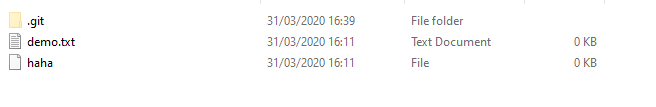 .git 31/03/2020 16:39 File folder
demo.txt 31/03/2020 16:11 Text Document 0 KB
haha 31/03/2020 16:11 File 0 KB